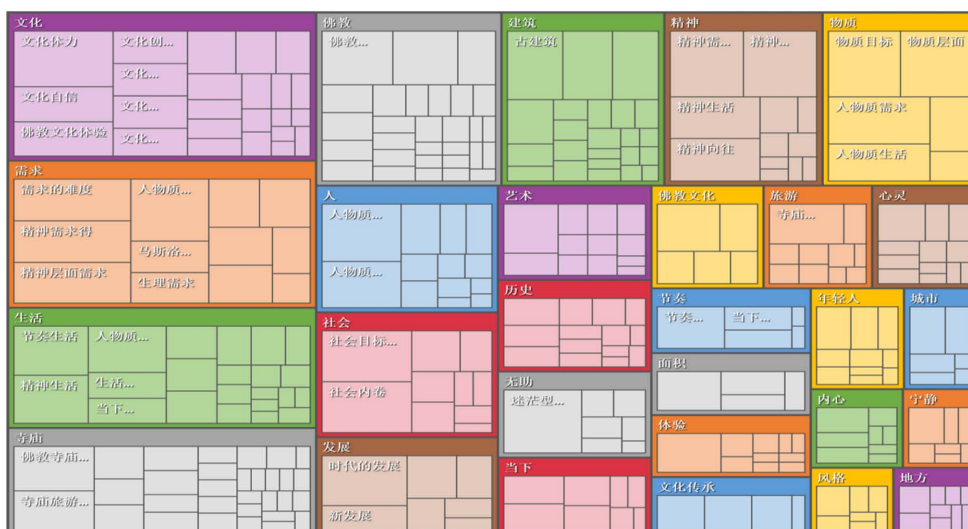 文化
文化体力
文化创...
文化自信
文化...
文化...
佛教文化体验
文化...
佛教
佛教...
建筑
古建筑
精神
精神需...
精神...
精神生活
精神向往
物质
物质目标
物质层面
人物质需求
人物质生活
需求
需求的难度
人物质...
精神需求得
马斯洛...
精神层面需求
生理需求
人
人物质...
人物质...
艺术
佛教文化
旅游
寺庙...
心灵
生活
节奏生活
人物质...
精神生活
生活...
当下...
社会
社会目标...
社会内卷
历史
节奏
节奏...
当下...
年轻人
城市
无助
迷茫型...
面积
内心
宁静
寺庙
佛教寺庙...
寺庙旅游...
发展
时代的发展
新发展
当下
体验
文化传承
风格
地方